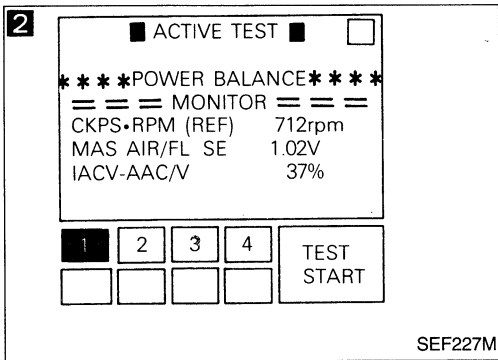 2
■ ACTIVE TEST ■
＊＊＊＊POWER BALANCE＊＊＊＊
= = = MONITOR = = =
CKPS•RPM (REF) 712rpm
MAS AIR/FL SE 1.02V
IACV-AAC/V 37%
1 2 3 4
TEST
START
SEF227M